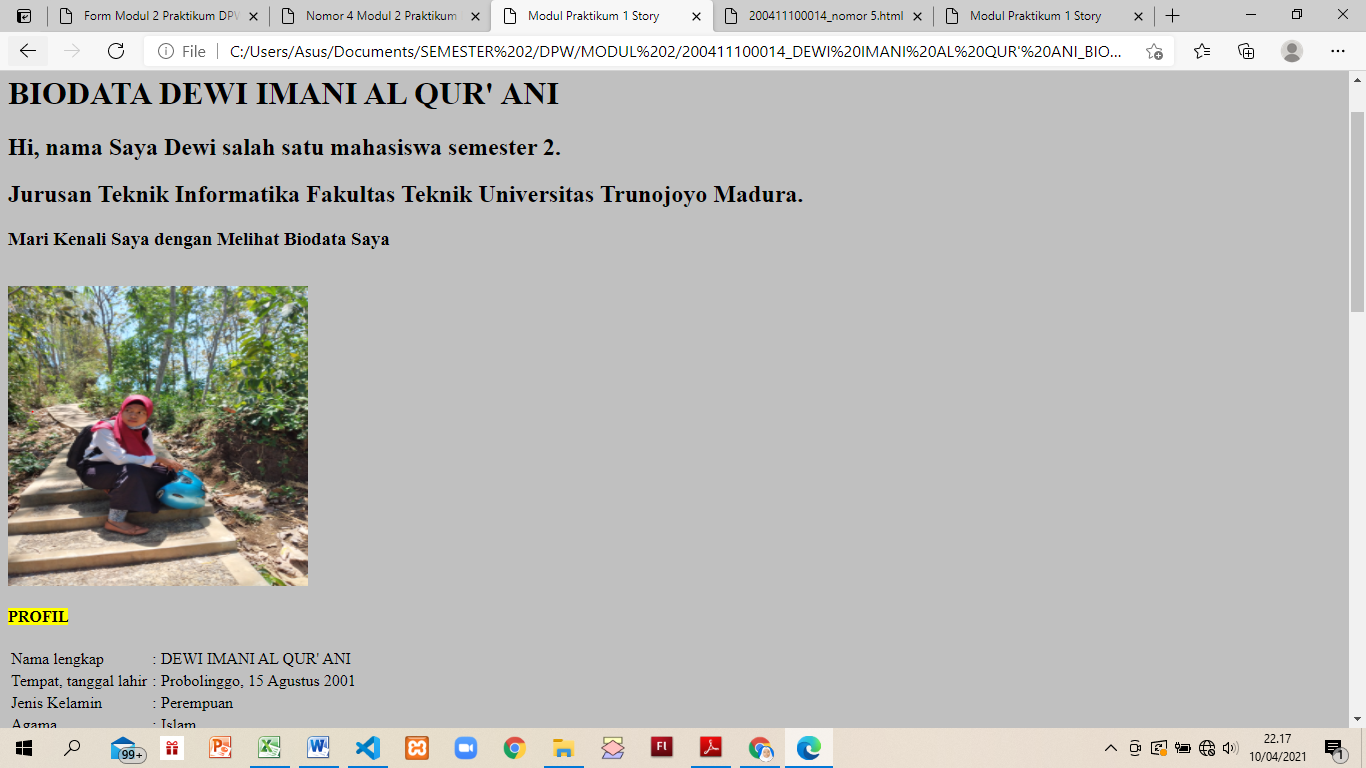 Form Modul 2 Praktikum DPW
Nomor 4 Modul 2 Praktikum
Modul Praktikum 1 Story
200411100014_nomor 5.html
Modul Praktikum 1 Story
File
C:/Users/Asus/Documents/SEMESTER%202/DPW/MODUL%202/200411100014_DEWI%20IMANI%20AL%20QUR'%20ANI_BIO...
BIODATA DEWI IMANI AL QUR' ANI
Hi, nama Saya Dewi salah satu mahasiswa semester 2.
Jurusan Teknik Informatika Fakultas Teknik Universitas Trunojoyo Madura.
Mari Kenali Saya dengan Melihat Biodata Saya
PROFIL
Nama lengkap : DEWI IMANI AL QUR' ANI
Tempat, tanggal lahir : Probolinggo, 15 Agustus 2001
Jenis Kelamin : Perempuan
Agama : Islam
99+
Fl
22.17
10/04/2021
1